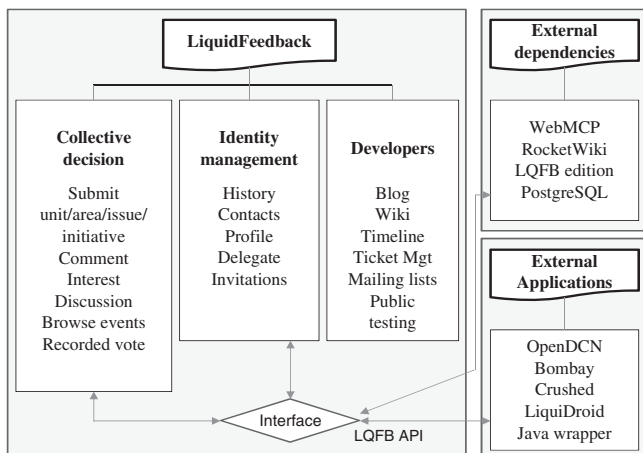 LiquidFeedback
Collective
decision
Submit
unit/area/issue/
initiative
Comment
Interest
Discussion
Browse events
Recorded vote
Identity
management
History
Contacts
Profile
Delegate
Invitations
Developers
Blog
Wiki
Timeline
Ticket Mgt
Mailing lists
Public
testing
Interface
LQFB API
External
dependencies
WebMCP
RocketWiki
LQFB edition
PostgreSQL
External
Applications
OpenDCN
Bombay
Crushed
LiquiDroid
Java wrapper